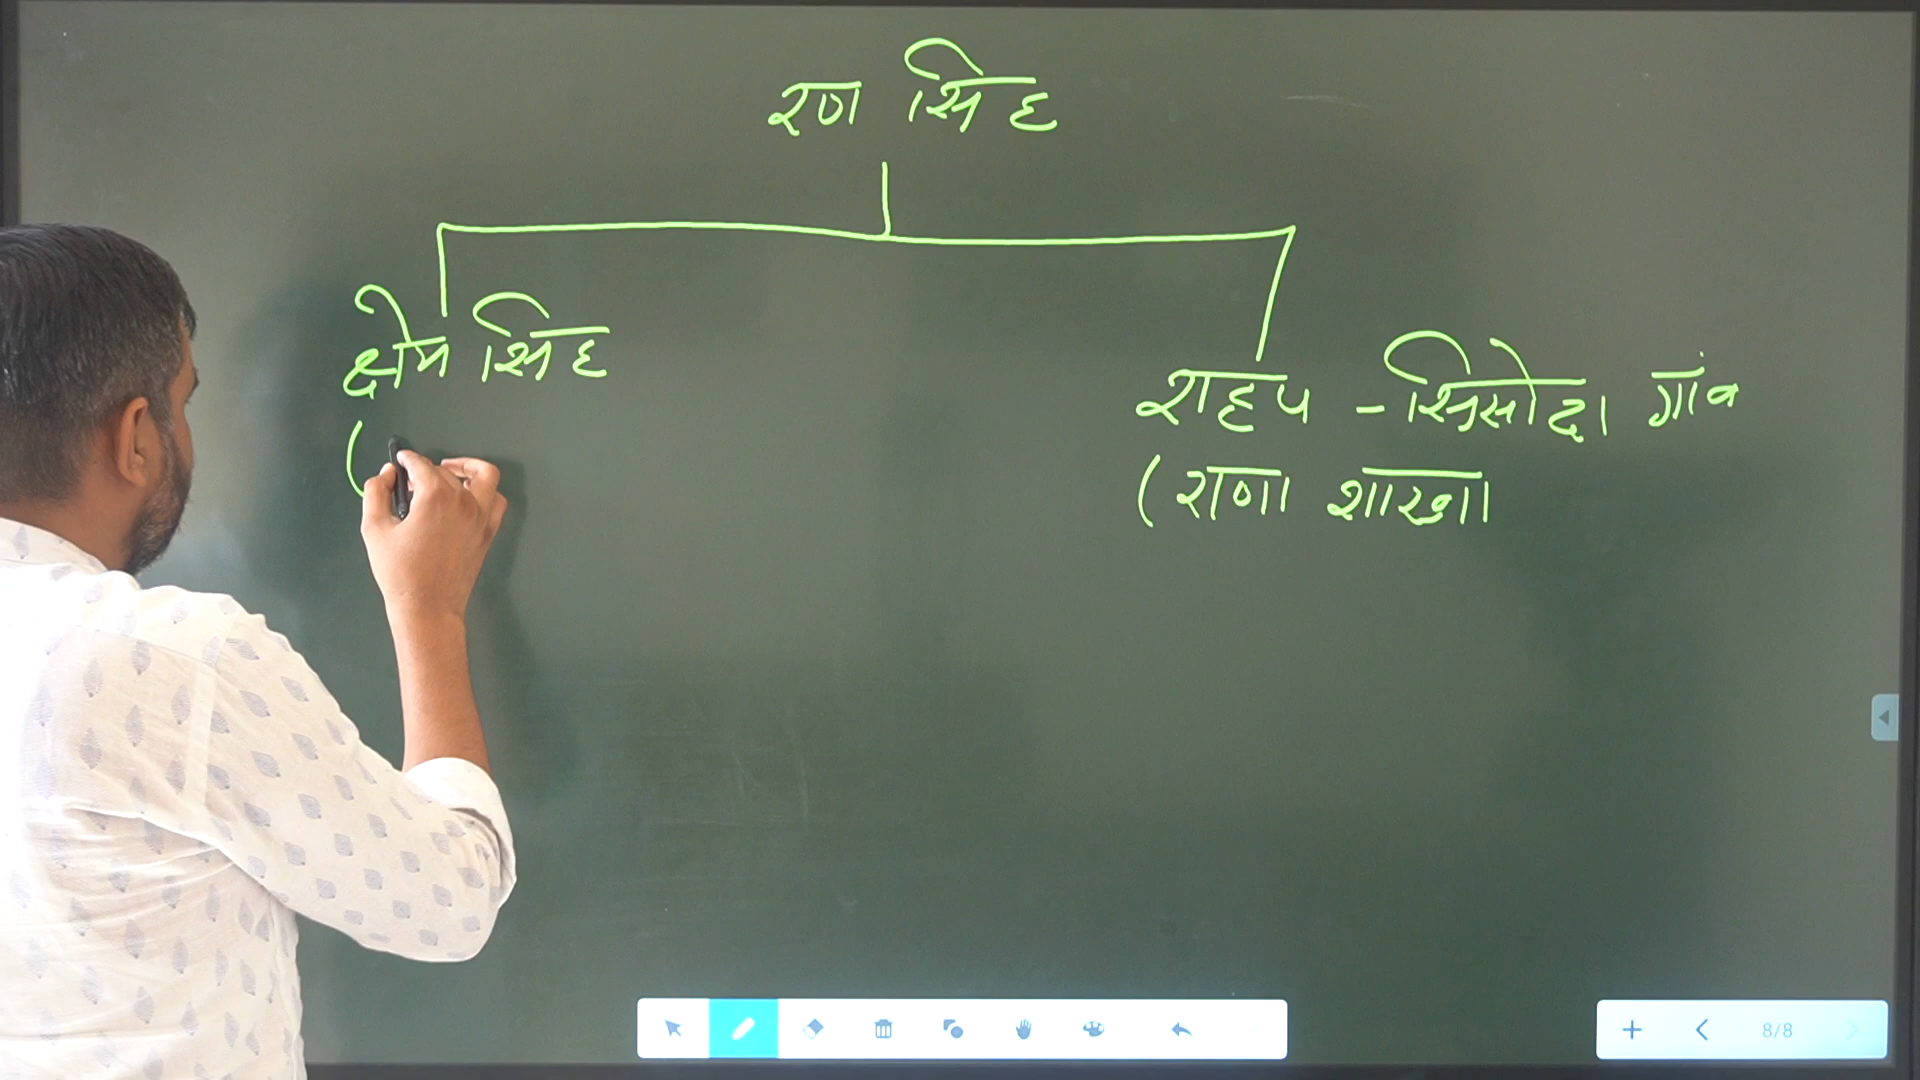 रण सिंह
क्षेम सिंह
(
राहप - सिसोदा गांव
(राणा शाखा
8/8